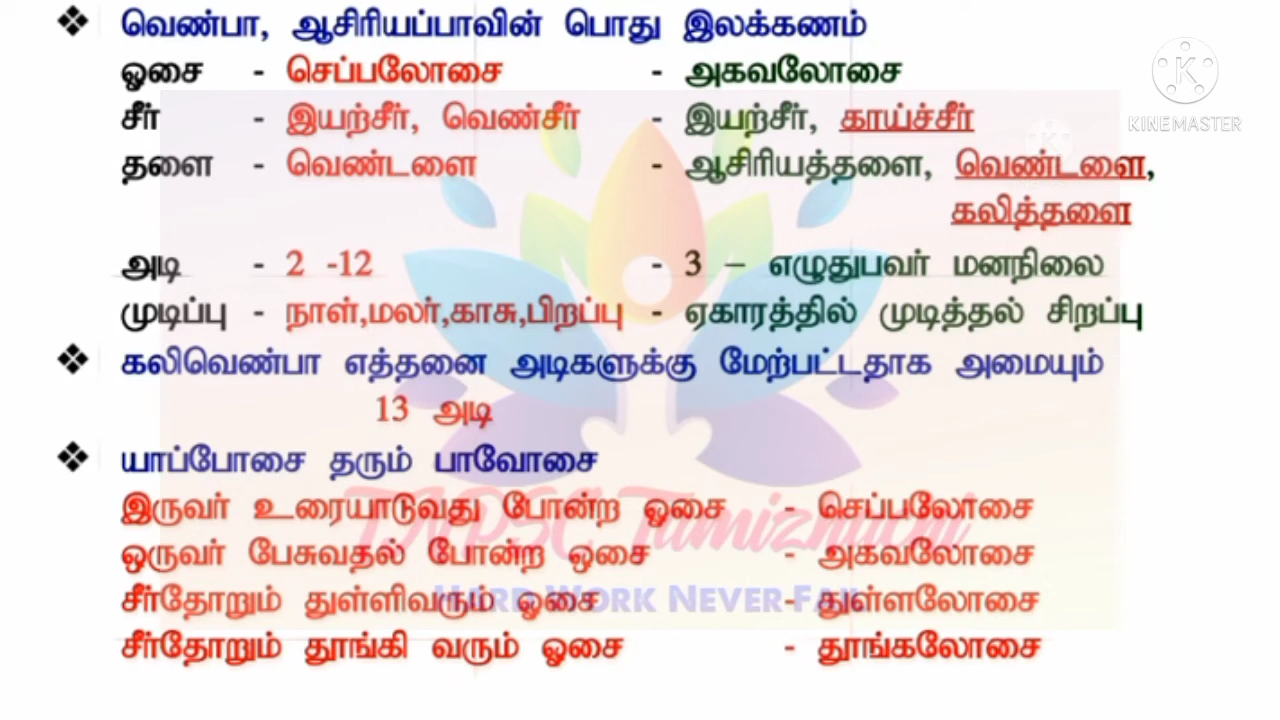 ❖ வெண்பா, ஆசிரியப்பாவின் பொது இலக்கணம்
ஓசை - செப்பலோசை - அகவலோசை
சீர் - இயற்சீர், வெண்சீர் - இயற்சீர், காய்ச்சீர்
தளை - வெண்டளை - ஆசிரியத்தளை, வெண்டளை,
கலித்தளை
அடி - 2 -12 - 3 – எழுதுபவர் மனநிலை
முடிப்பு - நாள்,மலர்,காசு,பிறப்பு - ஏகாரத்தில் முடித்தல் சிறப்பு
❖ கலிவெண்பா எத்தனை அடிகளுக்கு மேற்பட்டதாக அமையும்
13 அடி
❖ யாப்போசை தரும் பாவோசை
இருவர் உரையாடுவது போன்ற ஓசை - செப்பலோசை
ஒருவர் பேசுவதல் போன்ற ஒசை - அகவலோசை
சீர்தோறும் துள்ளிவரும் ஓசை - துள்ளலோசை
சீர்தோறும் தூங்கி வரும் ஓசை - தூங்கலோசை
KINEMASTER
TNPSC Tamizhachi
HARD WORK NEVER FAIL